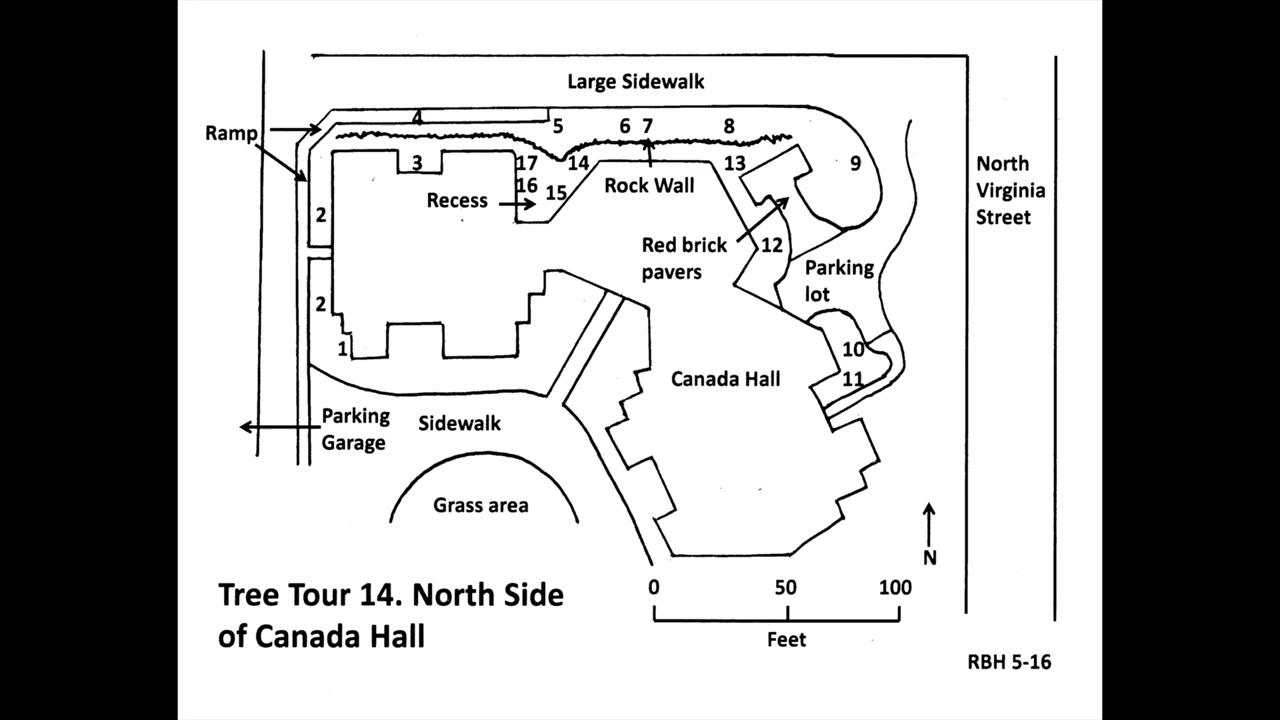 Large Sidewalk
4
Ramp
5
6
7
8
3
17
14
13
9
North
Virginia
Street
16
15
Rock Wall
Recess
2
Red brick
pavers
12
Parking
lot
2
1
10
11
Canada Hall
Parking
Garage
Sidewalk
Grass area
N
Tree Tour 14. North Side
of Canada Hall
0
50
100
Feet
RBH 5-16